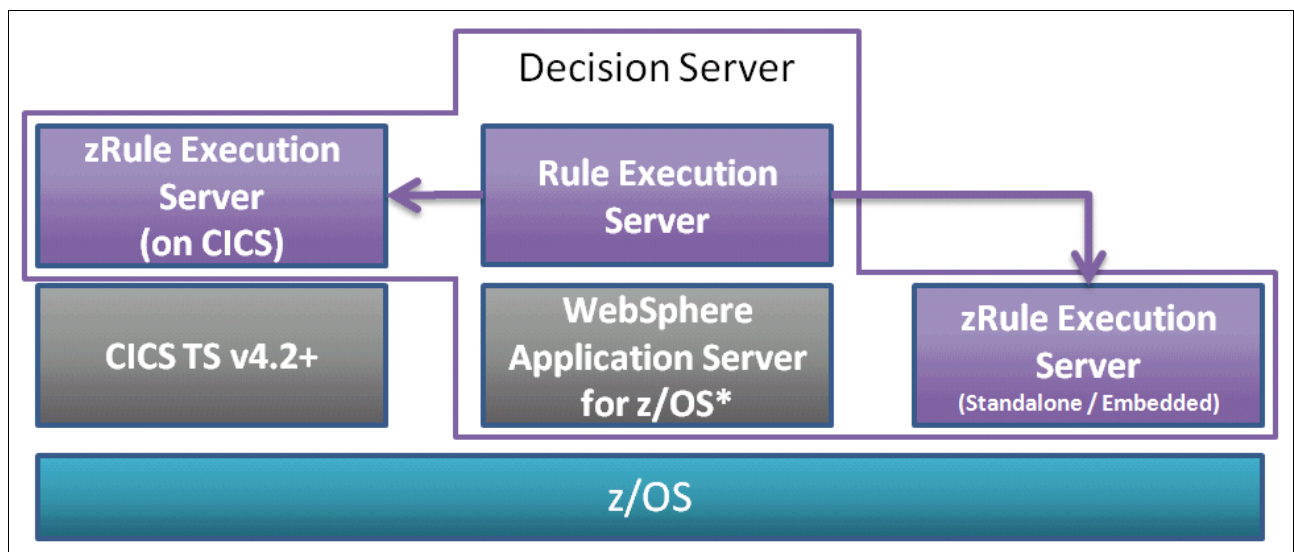 Decision Server
zRule Execution
Server
(on CICS)
Rule Execution
Server
CICS TS v4.2+
WebSphere
Application Server
for z/OS*
zRule Execution
Server
(Standalone / Embedded)
z/OS